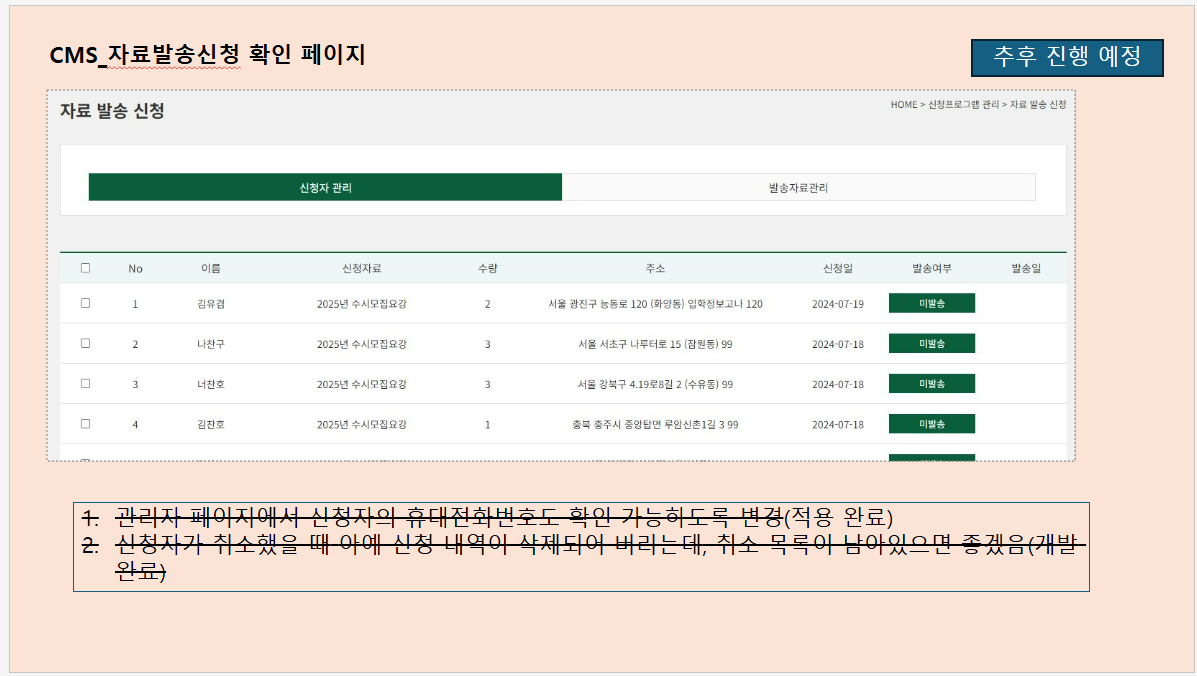 CMS_자료발송신청 확인 페이지
추후 진행 예정
자료 발송 신청
HOME > 신청프로그램 관리 > 자료 발송 신청
신청자 관리 발송자료관리
No 이름 신청자료 수량 주소 신청일 발송여부 발송일
1 김유겸 2025년 수시모집요강 2 서울 광진구 능동로 120 (화양동) 입학정보고나 120 2024-07-19 미발송
2 나찬구 2025년 수시모집요강 3 서울 서초구 나루터로 15 (잠원동) 99 2024-07-18 미발송
3 너찬호 2025년 수시모집요강 3 서울 강북구 4.19로8길 2 (수유동) 99 2024-07-18 미발송
4 김찬호 2025년 수시모집요강 1 충북 충주시 중앙탑면 루암신촌1길 3 99 2024-07-18 미발송
1. 관리자 페이지에서 신청자의 휴대전화번호도 확인 가능하도록 변경(적용 완료)
2. 신청자가 취소했을 때 아예 신청 내역이 삭제되어 버리는데, 취소 목록이 남아있으면 좋겠음(개발
완료)